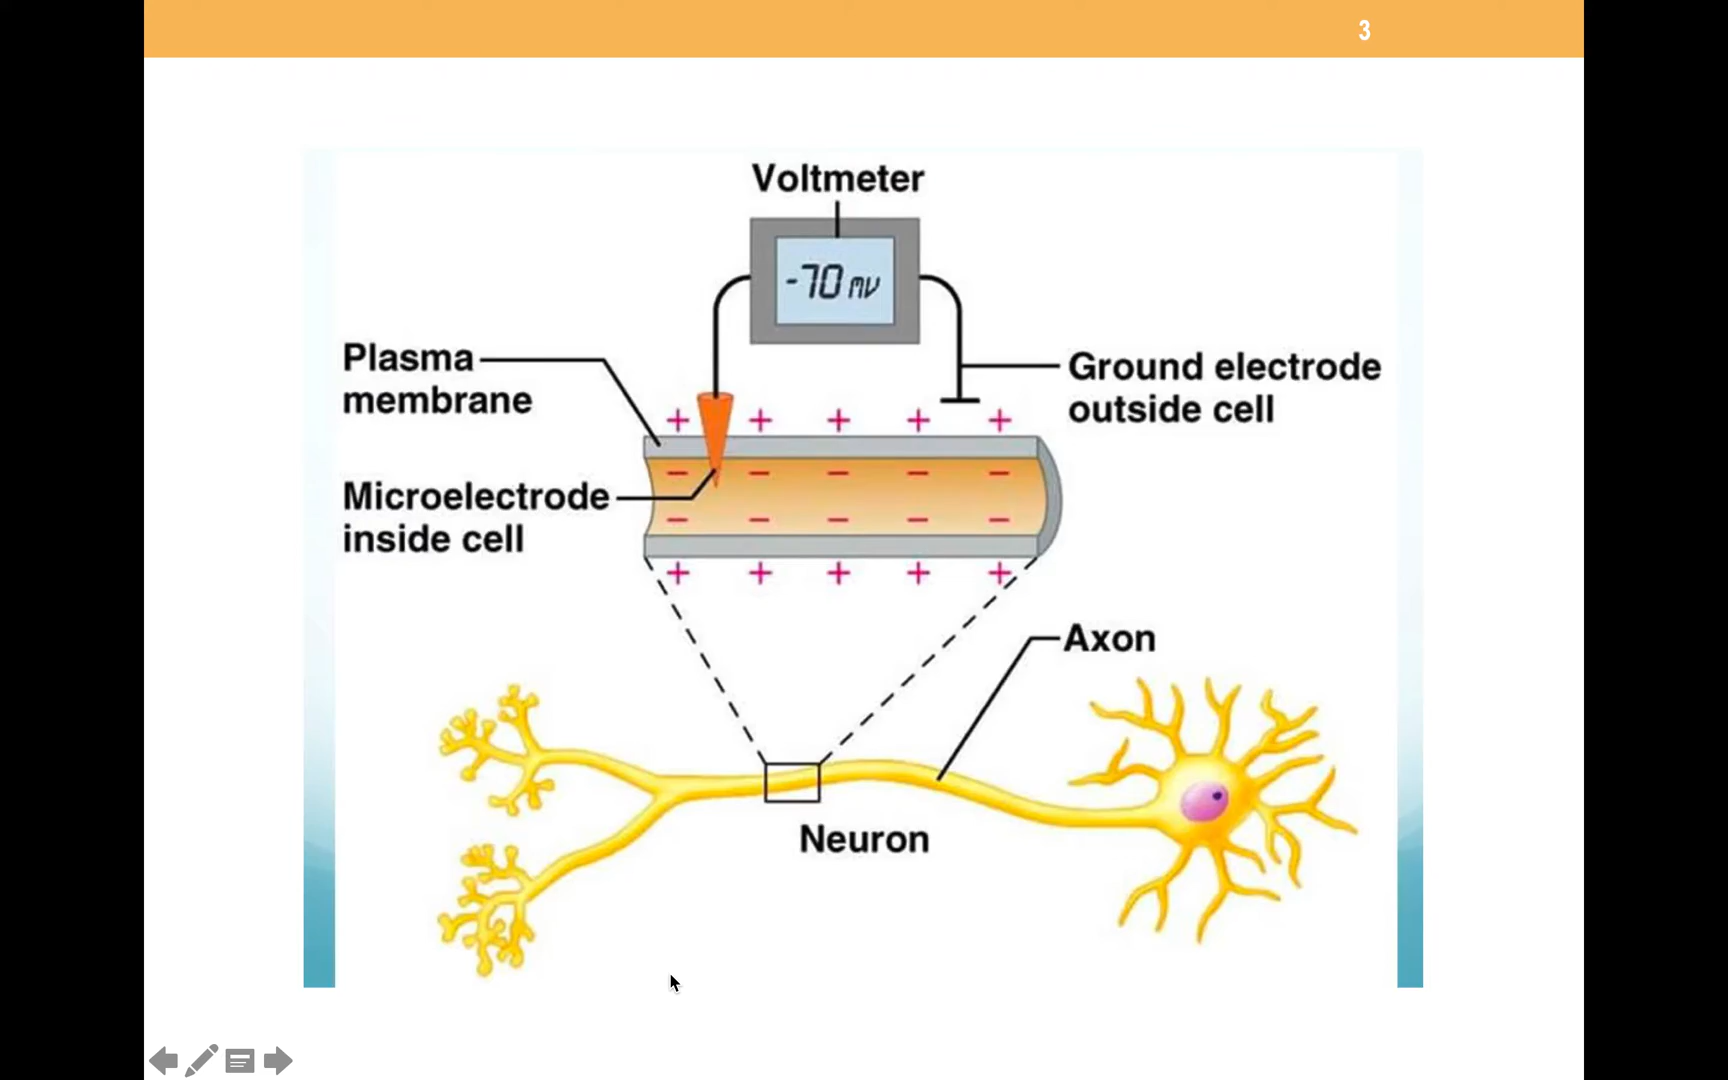 3
Voltmeter
-70 mv
Plasma
membrane
Ground electrode
outside cell
+ + + + +
− − − − −
Microelectrode
inside cell
− − − − −
+ + + + +
Axon
Neuron